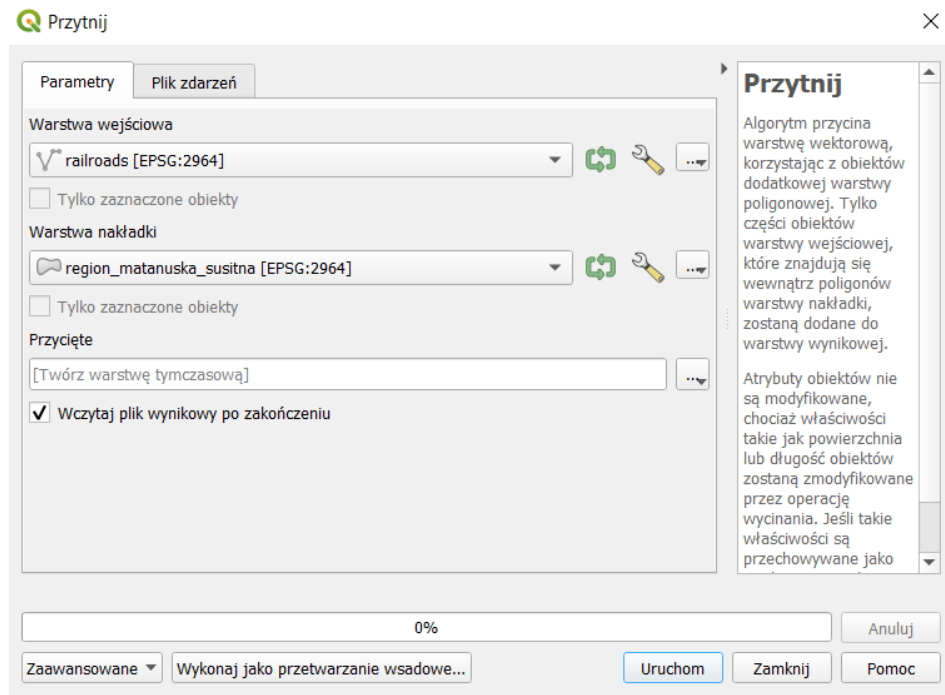 Przytnij
Parametry
Plik zdarzeń
Warstwa wejściowa
railroads [EPSG:2964]
...
Tylko zaznaczone obiekty
Warstwa nakładki
region_matanuska_susitna [EPSG:2964]
...
Tylko zaznaczone obiekty
Przycięte
[Twórz warstwę tymczasową]
...
Wczytaj plik wynikowy po zakończeniu
Przytnij
Algorytm przycina
warstwę wektorową,
korzystając z obiektów
dodatkowej warstwy
poligonowej. Tylko
części obiektów
warstwy wejściowej,
które znajdują się
wewnątrz poligonów
warstwy nakładki,
zostaną dodane do
warstwy wynikowej.
Atrybuty obiektów nie
są modyfikowane,
chociaż właściwości
takie jak powierzchnia
lub długość obiektów
zostaną zmodyfikowane
przez operację
wycinania. Jeśli takie
właściwości są
przechowywane jako
0%
Anuluj
Zaawansowane
Wykonaj jako przetwarzanie wsadowe...
Uruchom
Zamknij
Pomoc